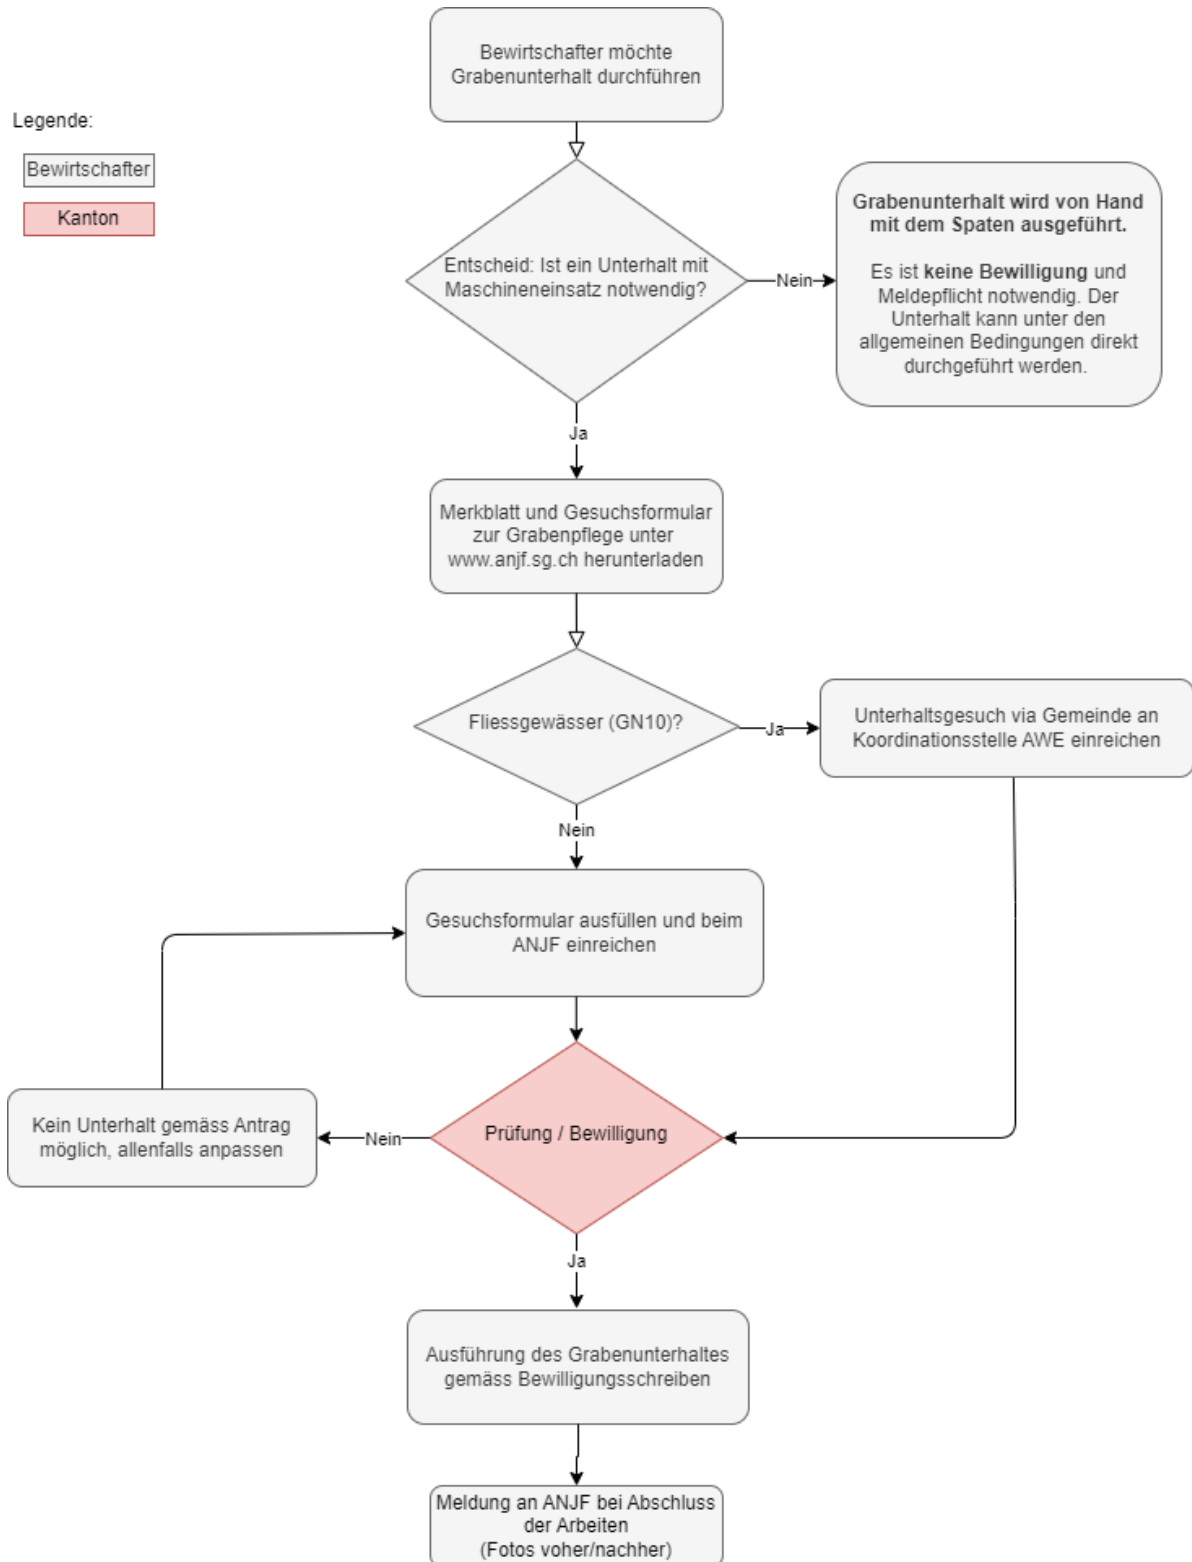 Bewirtschafter möchte
Grabenunterhalt durchführen
Legende:
Bewirtschafter
Kanton
Entscheid: Ist ein Unterhalt mit
Maschineneinsatz notwendig?
Nein
Grabenunterhalt wird von Hand
mit dem Spaten ausgeführt.
Es ist keine Bewilligung und
Meldepflicht notwendig. Der
Unterhalt kann unter den
allgemeinen Bedingungen direkt
durchgeführt werden.
Ja
Merkblatt und Gesuchsformular
zur Grabenpflege unter
www.anjf.sg.ch herunterladen
Fliessgewässer (GN10)?
Ja
Unterhaltsgesuch via Gemeinde an
Koordinationsstelle AWE einreichen
Nein
Gesuchsformular ausfüllen und beim
ANJF einreichen
Prüfung / Bewilligung
Nein
Kein Unterhalt gemäss Antrag
möglich, allenfalls anpassen
Ja
Ausführung des Grabenunterhaltes
gemäss Bewilligungsschreiben
Meldung an ANJF bei Abschluss
der Arbeiten
(Fotos voher/nachher)